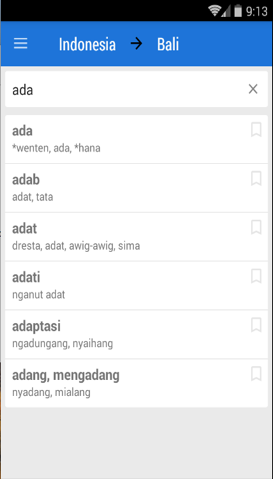 9:13
Indonesia → Bali
ada
ada
*wenten, ada, *hana
adab
adat, tata
adat
dresta, adat, awig-awig, sima
adati
nganut adat
adaptasi
ngadungang, nyaihang
adang, mengadang
nyadang, mialang